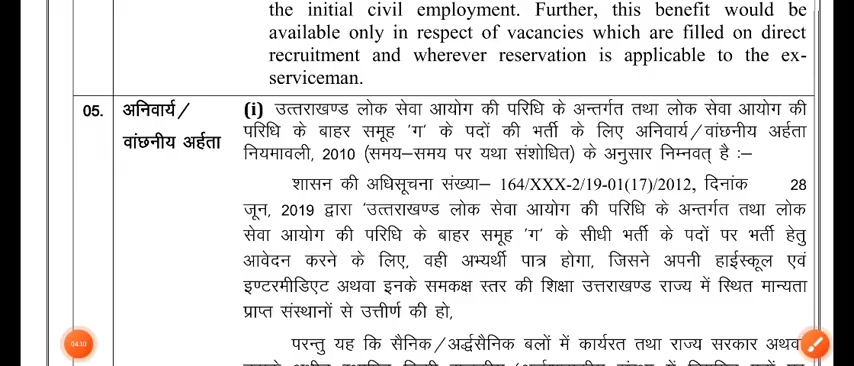 the initial civil employment. Further, this benefit would be
available only in respect of vacancies which are filled on direct
recruitment and wherever reservation is applicable to the ex-
serviceman.
05. अनिवार्य/
वांछनीय अर्हता
(i) उत्तराखण्ड लोक सेवा आयोग की परिधि के अन्तर्गत तथा लोक सेवा आयोग की
परिधि के बाहर समूह 'ग' के पदों की भर्ती के लिए अनिवार्य/वांछनीय अर्हता
नियमावली, 2010 (समय–समय पर यथा संशोधित) के अनुसार निम्नवत् है :–
शासन की अधिसूचना संख्या– 164/XXX-2/19-01(17)/2012, दिनांक 28
जून, 2019 द्वारा 'उत्तराखण्ड लोक सेवा आयोग की परिधि के अन्तर्गत तथा लोक
सेवा आयोग की परिधि के बाहर समूह 'ग' के सीधी भर्ती के पदों पर भर्ती हेतु
आवेदन करने के लिए, वही अभ्यर्थी पात्र होगा, जिसने अपनी हाईस्कूल एवं
इण्टरमीडिएट अथवा इनके समकक्ष स्तर की शिक्षा उत्तराखण्ड राज्य में स्थित मान्यता
प्राप्त संस्थानों से उत्तीर्ण की हो,
परन्तु यह कि सैनिक/अर्द्धसैनिक बलों में कार्यरत तथा राज्य सरकार
04:10